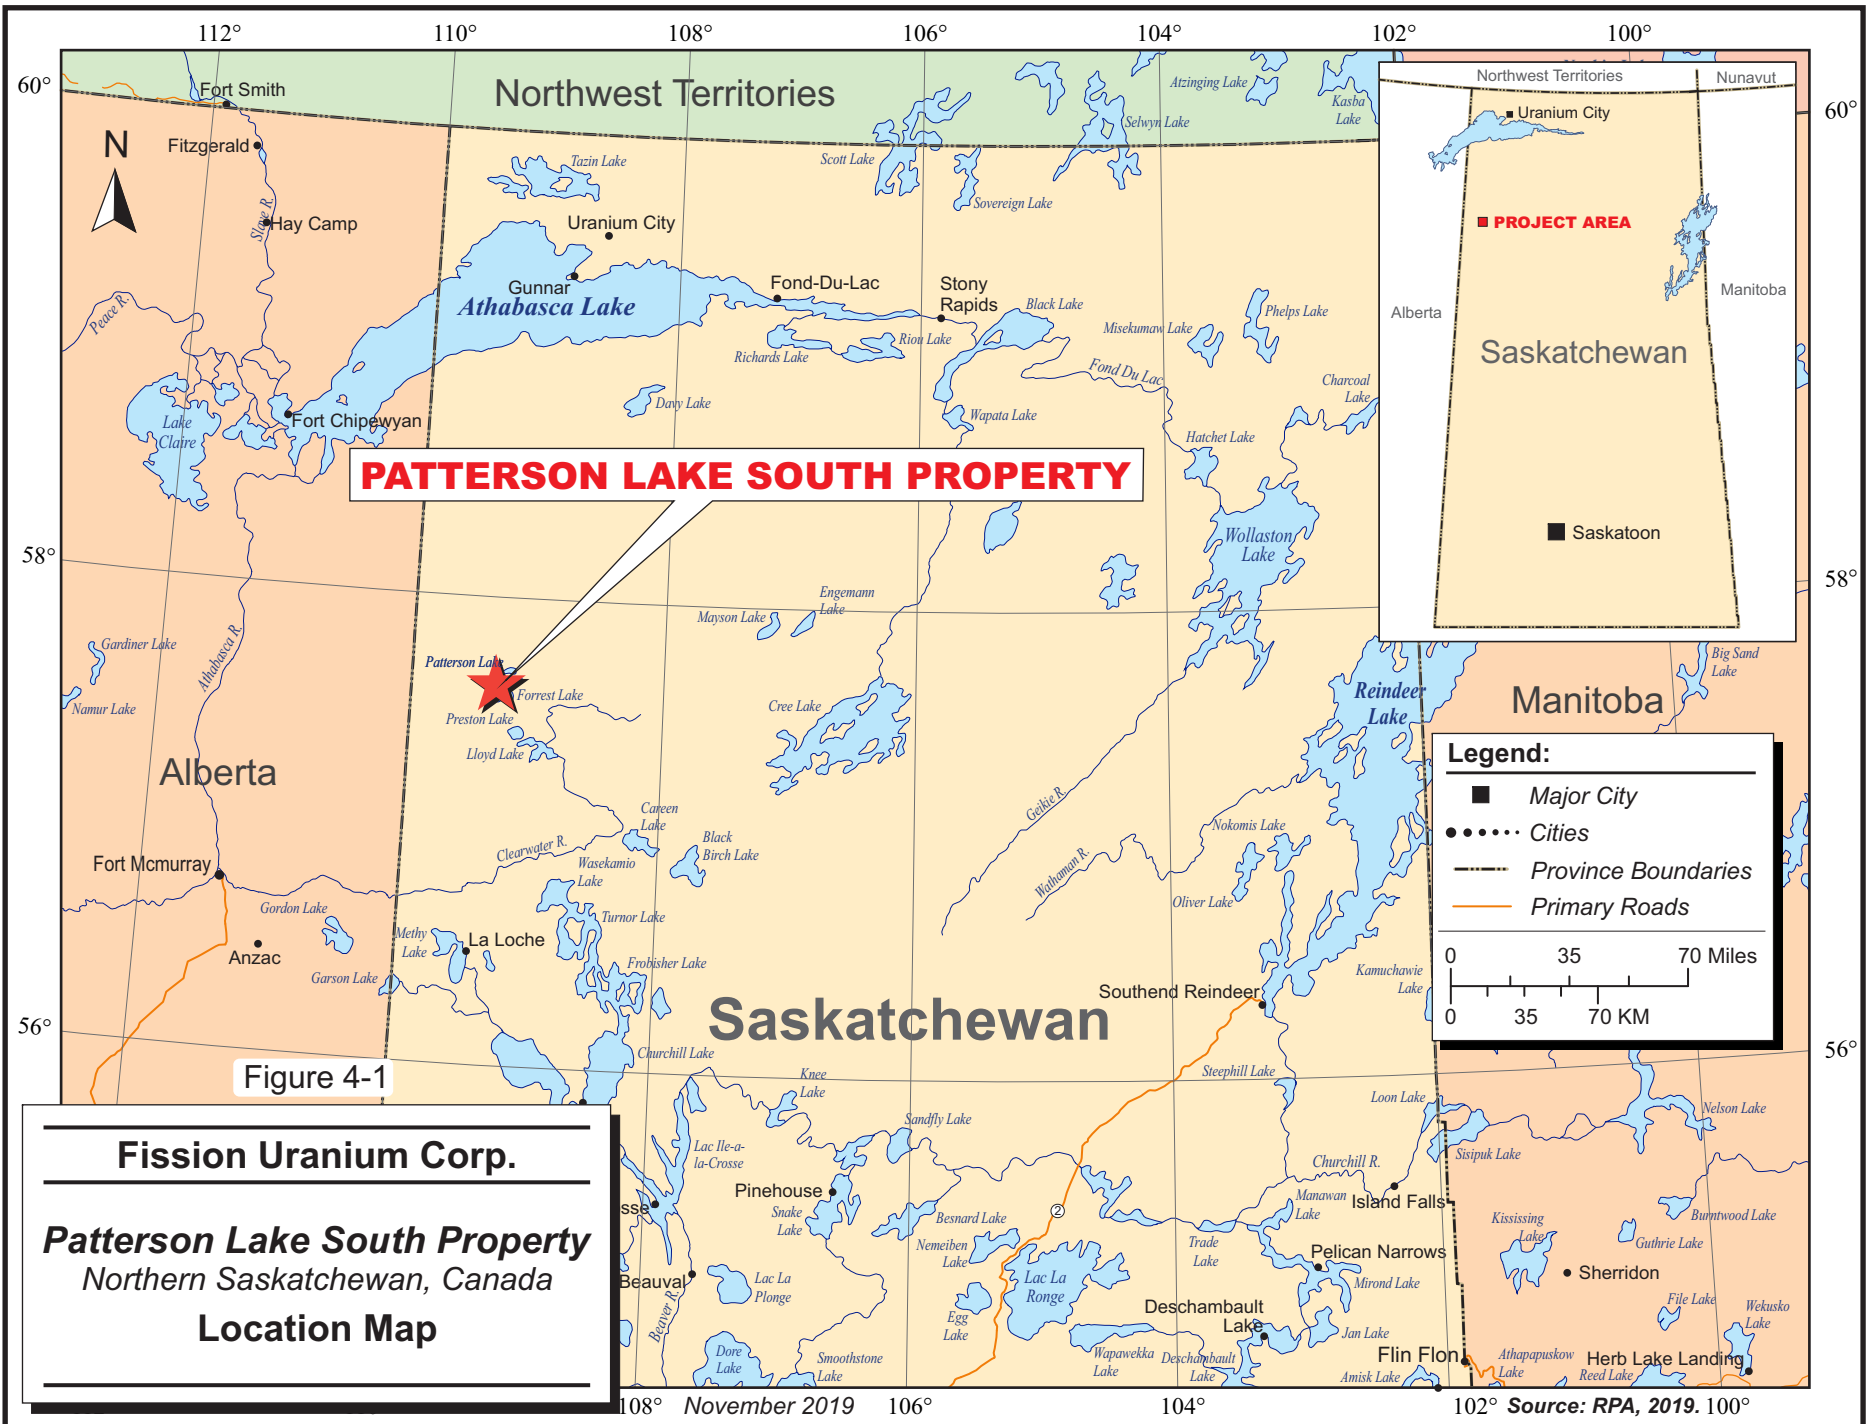 112°
110°
108°
106°
104°
102°
100°
60°
60°
58°
58°
56°
56°
Northwest Territories
Fort Smith
Fitzgerald
N
Hay Camp
Slave R.
Peace R.
Tazin Lake
Scott Lake
Selwyn Lake
Sovereign Lake
Atzinging Lake
Kasba
Lake
Uranium City
Gunnar
Athabasca Lake
Fond-Du-Lac
Stony
Rapids
Black Lake
Riou Lake
Richards Lake
Misekumaw Lake
Phelps Lake
Fond Du Lac
Charcoal
Lake
Davy Lake
Wapata Lake
Hatchet Lake
Lake
Claire
Fort Chipewyan
PATTERSON LAKE SOUTH PROPERTY
Wollaston
Lake
Northwest Territories
Nunavut
Uranium City
PROJECT AREA
Alberta
Manitoba
Saskatchewan
Saskatoon
Engemann
Lake
Mayson Lake
Gardiner Lake
Namur Lake
Athabasca R.
Patterson Lake
Forrest Lake
Preston Lake
Lloyd Lake
Cree Lake
Reindeer
Lake
Big Sand
Lake
Manitoba
Alberta
Careen
Lake
Black
Birch Lake
Clearwater R.
Wasekamio
Lake
Geikie R.
Wathaman R.
Nokomis Lake
Oliver Lake
Fort Mcmurray
Gordon Lake
Anzac
Garson Lake
Methy
Lake
La Loche
Turnor Lake
Frobisher Lake
Saskatchewan
Southend Reindeer
Kamuchawie
Lake
Legend:
Major City
Cities
Province Boundaries
Primary Roads
0 35 70 Miles
0 35 70 KM
Churchill Lake
Knee
Lake
Sandfly Lake
Steephill Lake
Loon Lake
Nelson Lake
Sisipuk Lake
Lac Ile-a-
la-Crosse
Churchill R.
Island Falls
Pinehouse
Snake
Lake
sse
Besnard Lake
2
Nemeiben
Lake
Manawan
Lake
Trade
Lake
Pelican Narrows
Mirond Lake
Kississing
Lake
Burntwood Lake
Guthrie Lake
Sherridon
Beauval
Beaver R.
Lac La
Plonge
Lac La
Ronge
Egg
Lake
Deschambault
Lake
Jan Lake
File Lake
Wekusko
Lake
Dore
Lake
Smoothstone
Lake
Wapawekka
Lake
Deschambault
Lake
Amisk Lake
Flin Flon
Athapapuskow
Lake
Reed Lake
Herb Lake Landing
Figure 4-1
Fission Uranium Corp.
Patterson Lake South Property
Northern Saskatchewan, Canada
Location Map
108°
November 2019
106°
104°
102°
Source: RPA, 2019.
100°